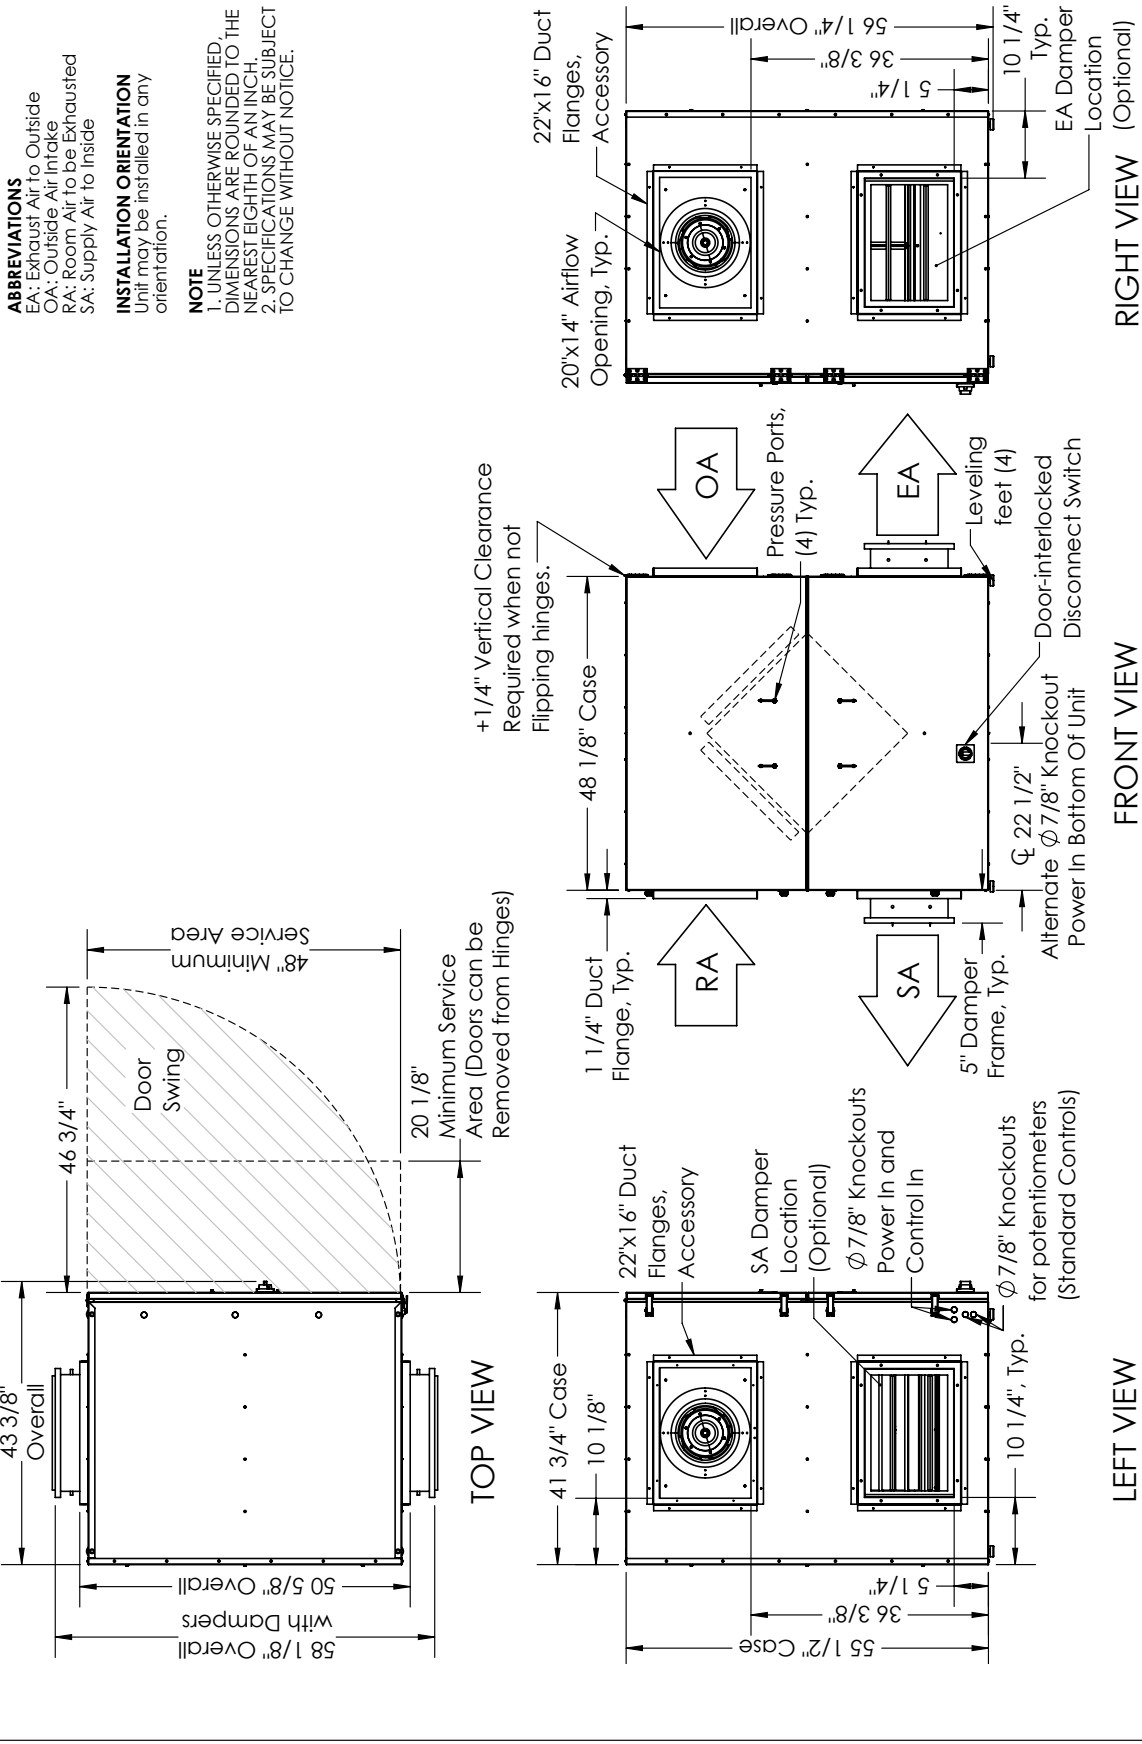 ABBREVIATIONS
EA: Exhaust Air to Outside
OA: Outside Air Intake
RA: Room Air to be Exhausted
SA: Supply Air to Inside
INSTALLATION ORIENTATION
Unit may be installed in any
orientation.
NOTE
1. UNLESS OTHERWISE SPECIFIED,
DIMENSIONS ARE ROUNDED TO THE
NEAREST EIGHTH OF AN INCH.
2. SPECIFICATIONS MAY BE SUBJECT
TO CHANGE WITHOUT NOTICE.
43 3/8"
Overall
46 3/4"
Door
Swing
48" Minimum
Service Area
20 1/8"
Minimum Service
Area (Doors can be
Removed from Hinges)
50 5/8" Overall
58 1/8" Overall
with Dampers
TOP VIEW
41 3/4" Case
10 1/8"
22"x16" Duct
Flanges,
Accessory
SA Damper
Location
(Optional)
Ø7/8" Knockouts
Power In and
Control In
Ø7/8" Knockouts
for potentiometers
(Standard Controls)
10 1/4", Typ.
5 1/4"
36 3/8"
55 1/2" Case
LEFT VIEW
+1/4" Vertical Clearance
Required when not
Flipping hinges.
48 1/8" Case
1 1/4" Duct
Flange, Typ.
RA
OA
SA
EA
Pressure Ports,
(4) Typ.
5" Damper
Frame, Typ.
℄ 22 1/2"
Alternate Ø7/8" Knockout
Power In Bottom Of Unit
Leveling
feet (4)
Door-interlocked
Disconnect Switch
FRONT VIEW
20"x14" Airflow
Opening, Typ.
22"x16" Duct
Flanges,
Accessory
56 1/4" Overall
36 3/8"
5 1/4"
10 1/4"
Typ.
EA Damper
Location
(Optional)
RIGHT VIEW